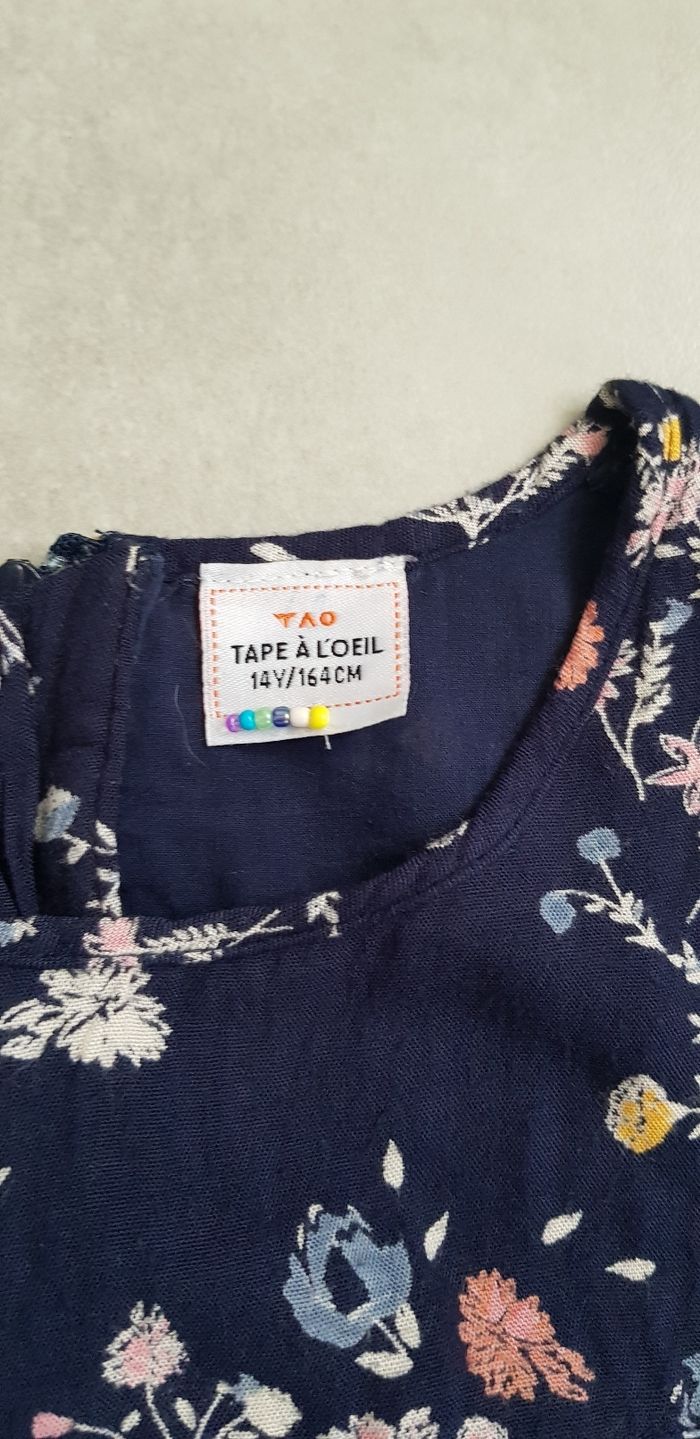 TAO
TAPE À L'OEIL
14Y/164CM